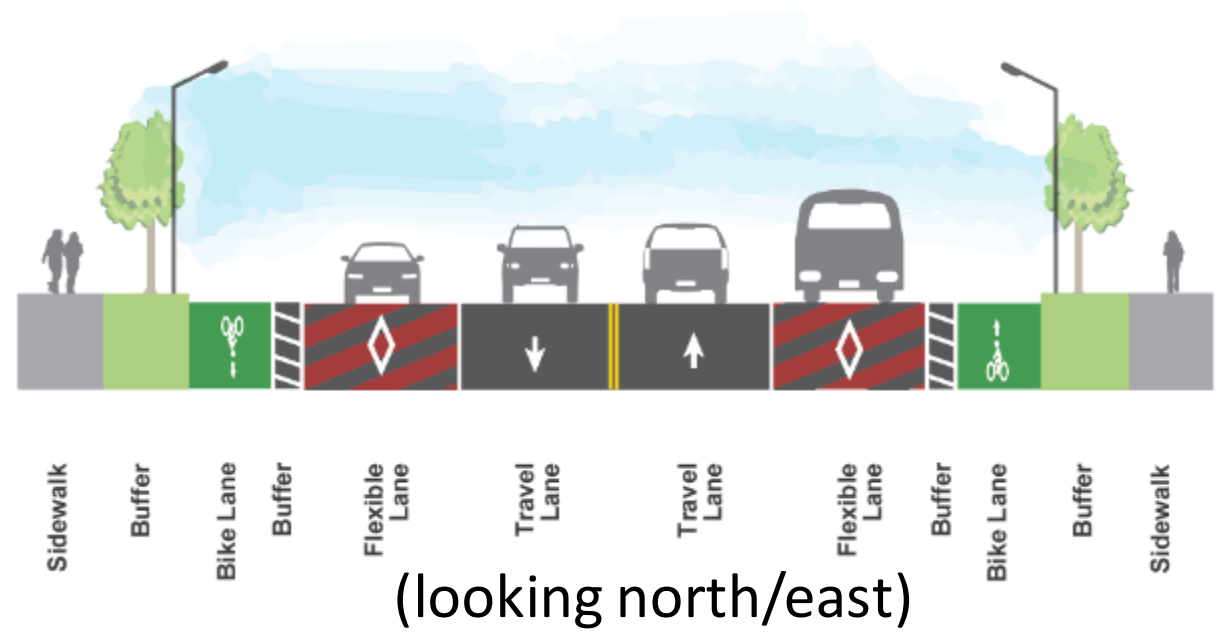 Sidewalk
Buffer
Bike Lane
Buffer
Flexible
Lane
Travel
Lane
Travel
Lane
Flexible
Lane
Buffer
Bike Lane
Buffer
Sidewalk
(looking north/east)